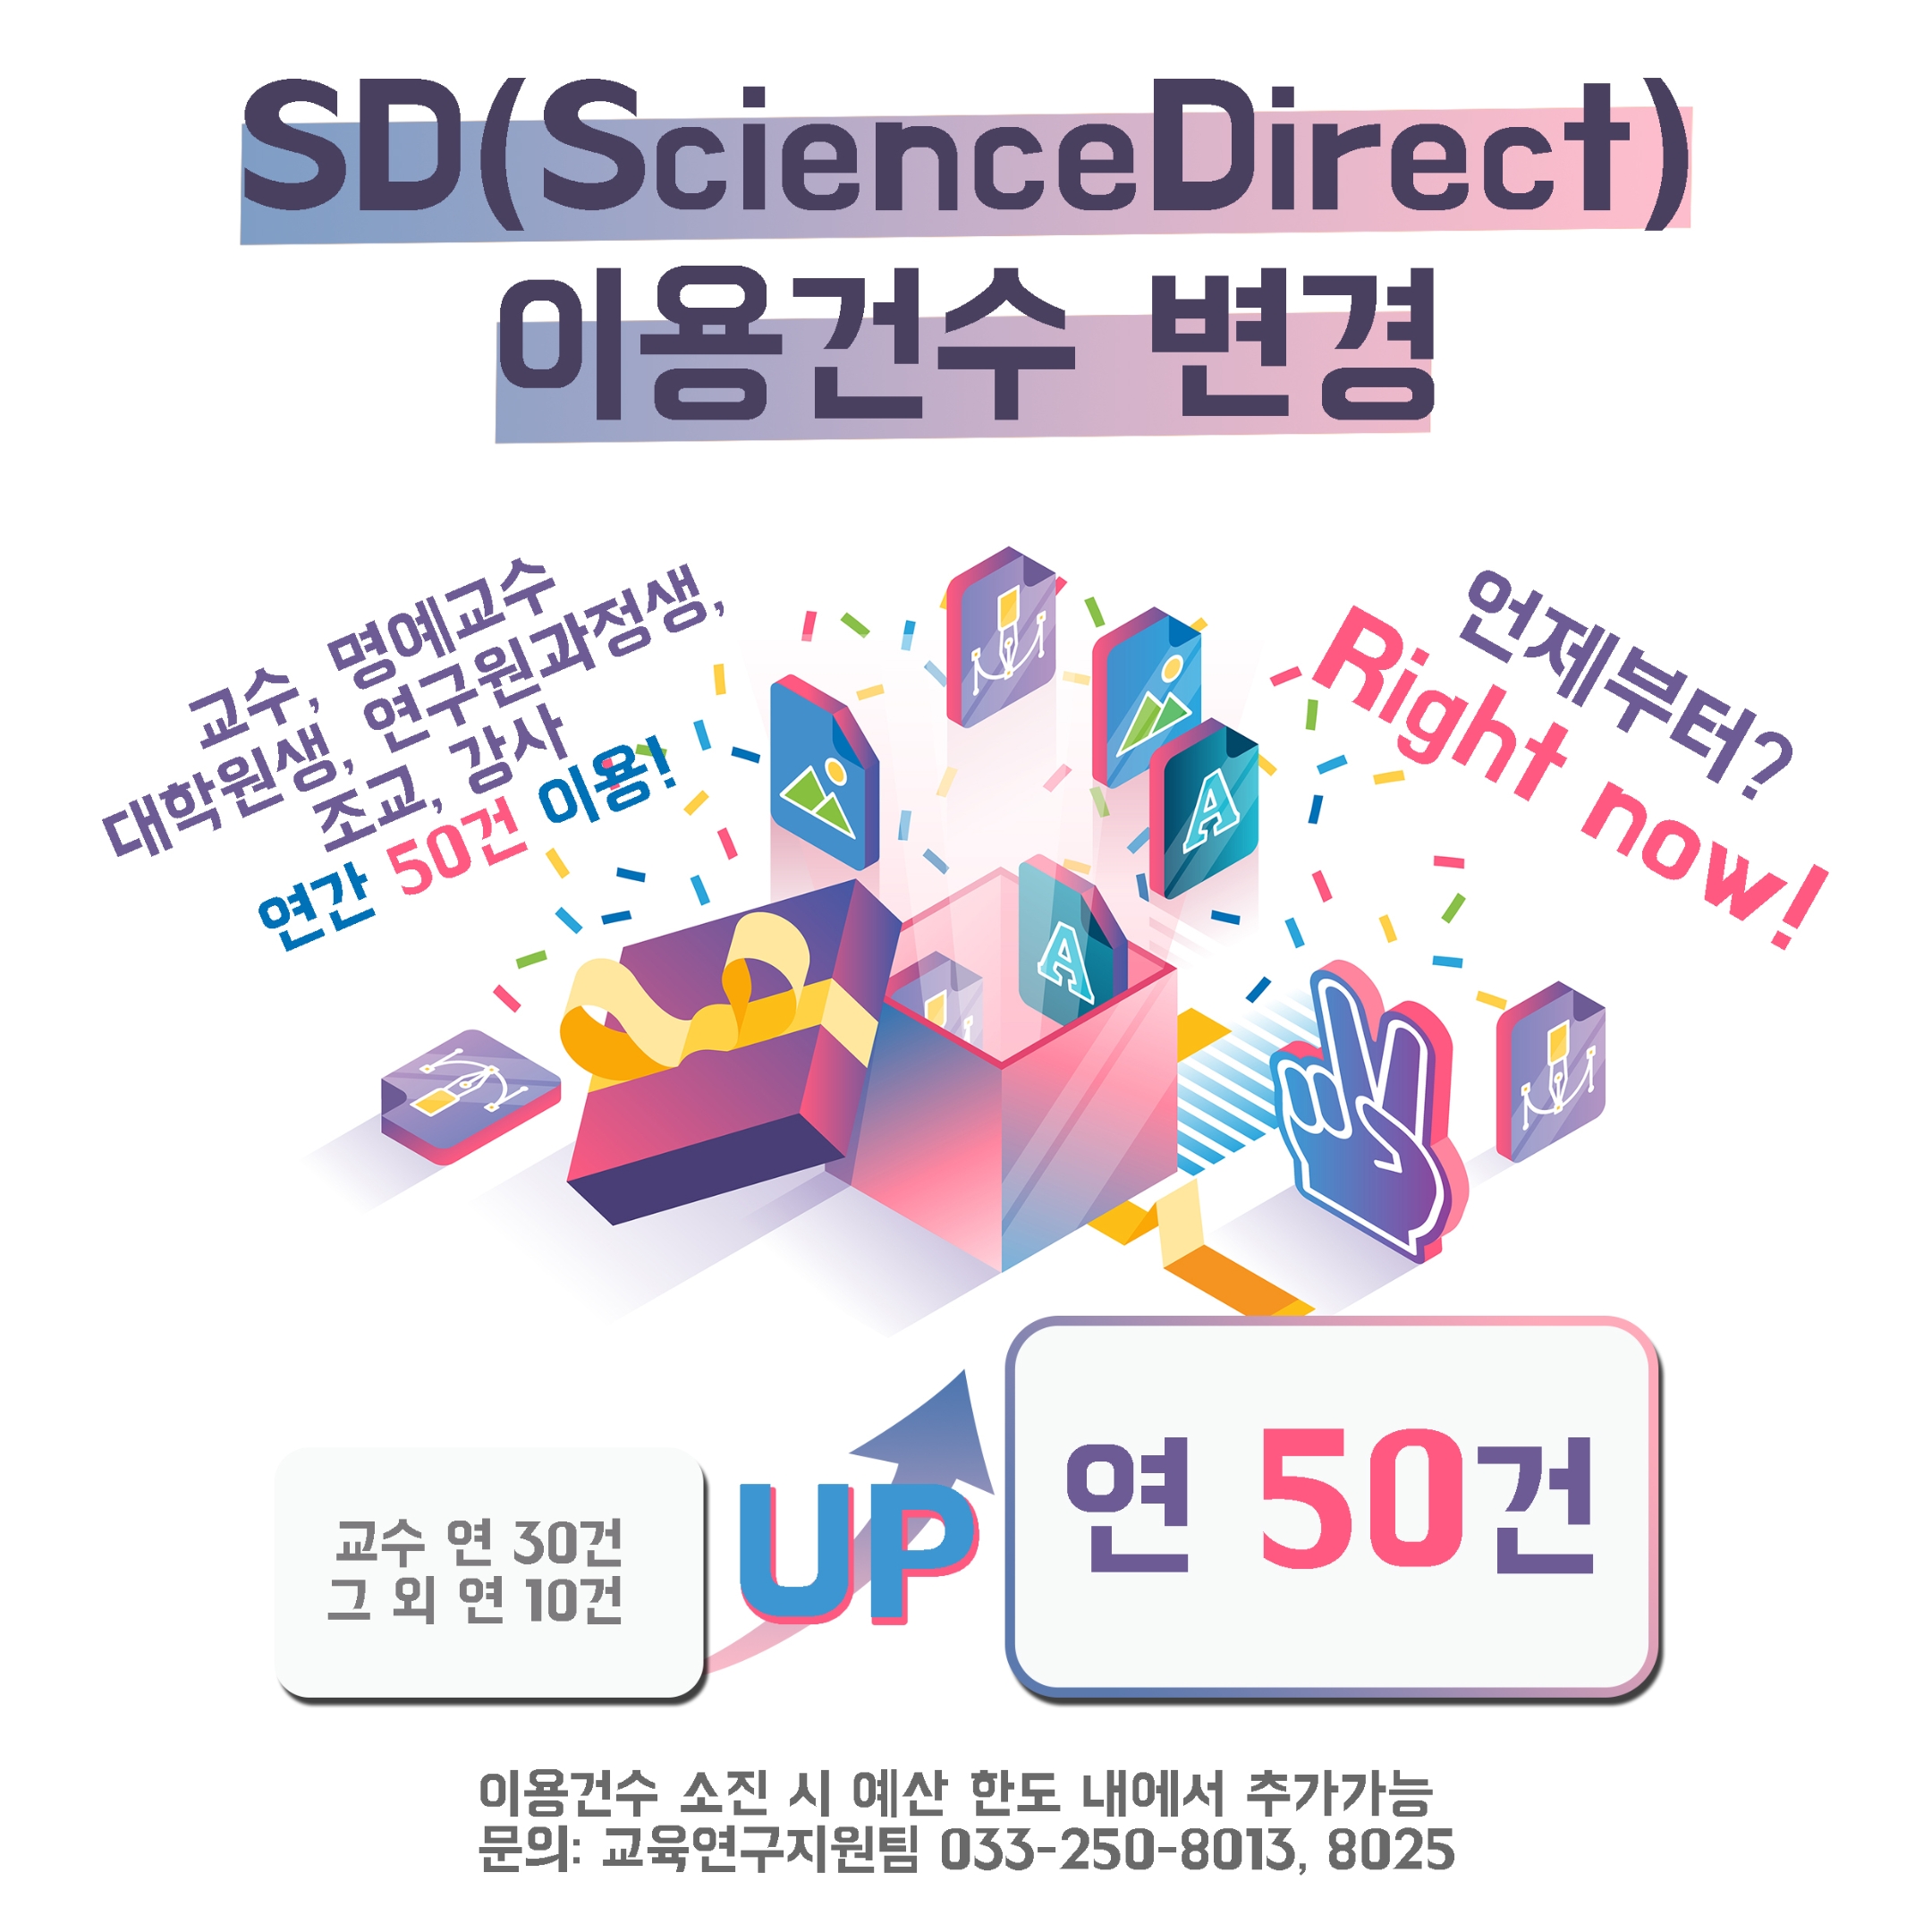 SD(ScienceDirect)
이용건수 변경
교수, 명예교수
대학원생, 연구원과정생,
조교, 강사
연간 50건 이용!
언제부터?
Right now!
A
A
교수 연 30건
그 외 연 10건
UP
연 50건
이용건수 소진 시 예산 한도 내에서 추가가능
문의: 교육연구지원팀 033-250-8013, 8025